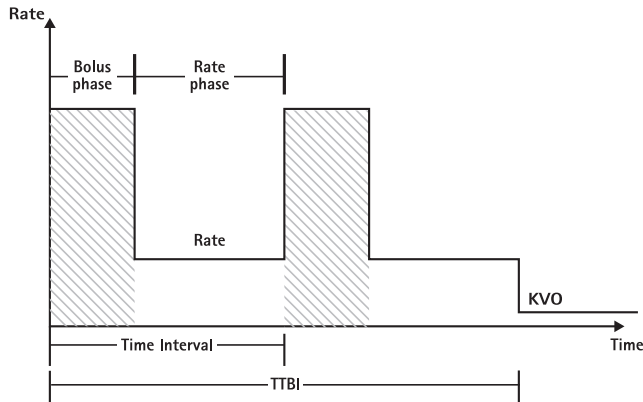 Rate
Bolus
phase
Rate
phase
Rate
KVO
Time
Time Interval
TTBI